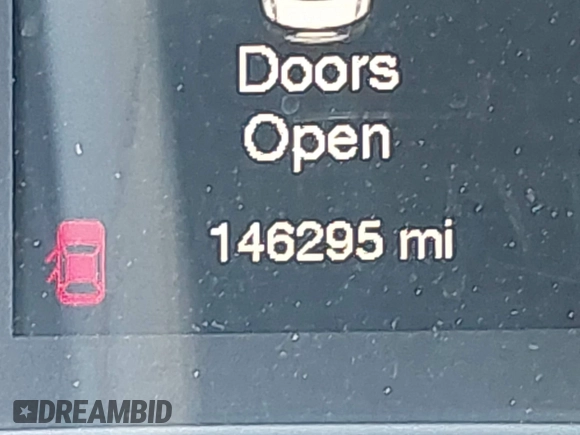 Doors
Open
146295 mi
DREAMBID